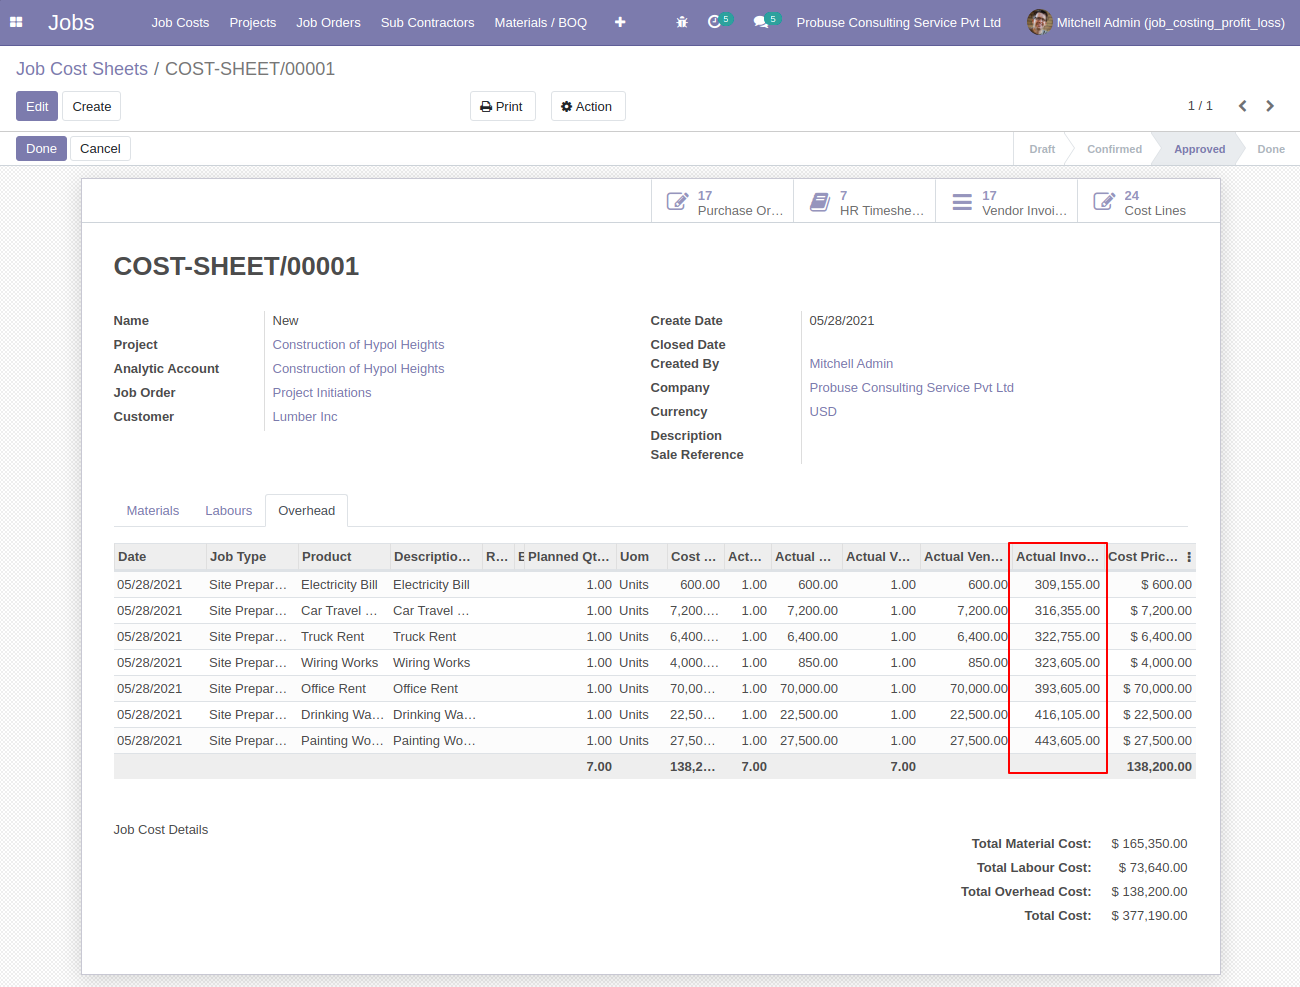 Jobs Job Costs Projects Job Orders Sub Contractors Materials / BOQ 5 5 Probuse Consulting Service Pvt Ltd Mitchell Admin (job_costing_profit_loss)
Job Cost Sheets / COST-SHEET/00001
Edit Create Print Action 1 / 1
Done Cancel Draft Confirmed Approved Done
17 Purchase Or… 7 HR Timeshe… 17 Vendor Invoi… 24 Cost Lines
COST-SHEET/00001
Name New Create Date 05/28/2021
Project Construction of Hypol Heights Closed Date
Analytic Account Construction of Hypol Heights Created By Mitchell Admin
Job Order Project Initiations Company Probuse Consulting Service Pvt Ltd
Customer Lumber Inc Currency USD
Description
Sale Reference
Materials Labours Overhead
Date Job Type Product Descriptio… R… E Planned Qt… Uom Cost … Act… Actual … Actual V… Actual Ven… Actual Invo… Cost Pric…
05/28/2021 Site Prepar… Electricity Bill Electricity Bill 1.00 Units 600.00 1.00 600.00 1.00 600.00 309,155.00 $ 600.00
05/28/2021 Site Prepar… Car Travel … Car Travel … 1.00 Units 7,200.… 1.00 7,200.00 1.00 7,200.00 316,355.00 $ 7,200.00
05/28/2021 Site Prepar… Truck Rent Truck Rent 1.00 Units 6,400.… 1.00 6,400.00 1.00 6,400.00 322,755.00 $ 6,400.00
05/28/2021 Site Prepar… Wiring Works Wiring Works 1.00 Units 4,000.… 1.00 850.00 1.00 850.00 323,605.00 $ 4,000.00
05/28/2021 Site Prepar… Office Rent Office Rent 1.00 Units 70,00… 1.00 70,000.00 1.00 70,000.00 393,605.00 $ 70,000.00
05/28/2021 Site Prepar… Drinking Wa… Drinking Wa… 1.00 Units 22,50… 1.00 22,500.00 1.00 22,500.00 416,105.00 $ 22,500.00
05/28/2021 Site Prepar… Painting Wo… Painting Wo… 1.00 Units 27,50… 1.00 27,500.00 1.00 27,500.00 443,605.00 $ 27,500.00
7.00 138,2… 7.00 7.00 138,200.00
Job Cost Details
Total Material Cost: $ 165,350.00
Total Labour Cost: $ 73,640.00
Total Overhead Cost: $ 138,200.00
Total Cost: $ 377,190.00